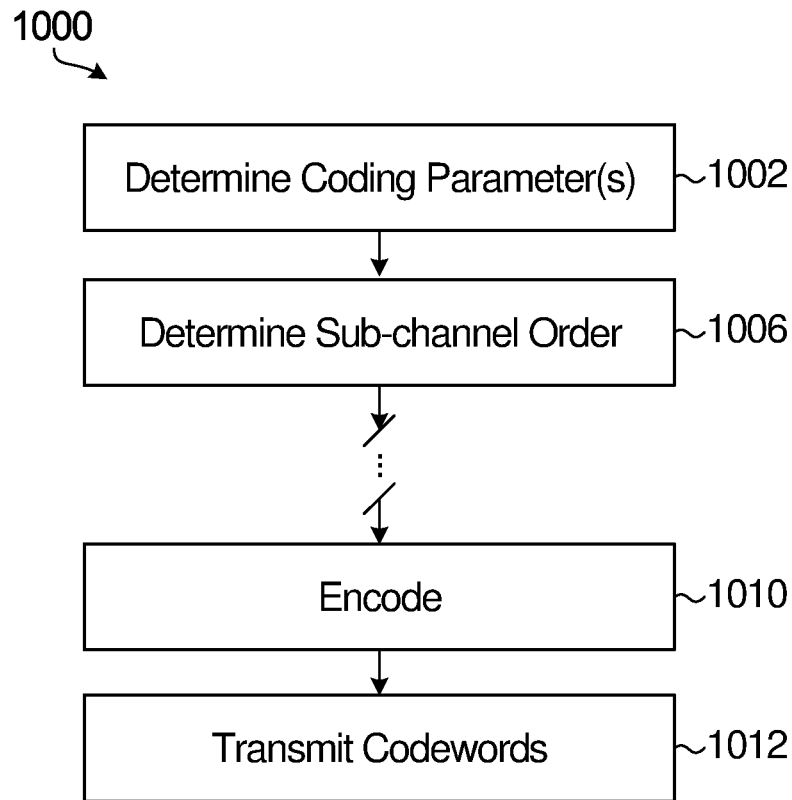 1000
Determine Coding Parameter(s)
1002
Determine Sub-channel Order
1006
...
Encode
1010
Transmit Codewords
1012